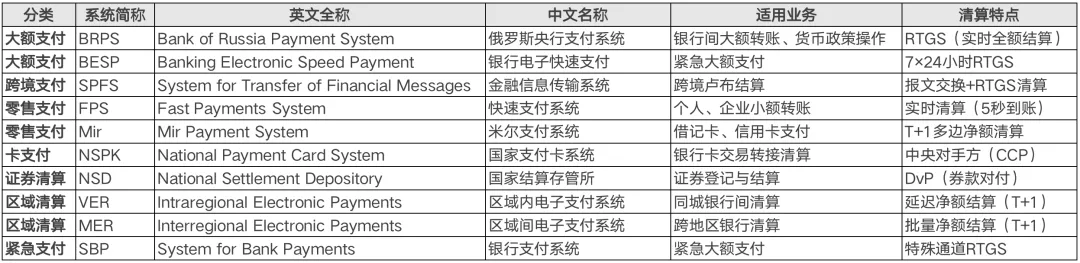 分类 系统简称 英文全称 中文名称 适用业务 清算特点
大额支付 BRPS Bank of Russia Payment System 俄罗斯央行支付系统 银行间大额转账、货币政策操作 RTGS（实时全额结算）
大额支付 BESP Banking Electronic Speed Payment 银行电子快速支付 紧急大额支付 7×24小时RTGS
跨境支付 SPFS System for Transfer of Financial Messages 金融信息传输系统 跨境卢布结算 报文交换+RTGS清算
零售支付 FPS Fast Payments System 快速支付系统 个人、企业小额转账 实时清算（5秒到账）
零售支付 Mir Mir Payment System 米尔支付系统 借记卡、信用卡支付 T+1多边净额清算
卡支付 NSPK National Payment Card System 国家支付卡系统 银行卡交易转接清算 中央对手方（CCP）
证券清算 NSD National Settlement Depository 国家结算存管所 证券登记与结算 DvP（券款对付）
区域清算 VER Intraregional Electronic Payments 区域内电子支付系统 同城银行间清算 延迟净额结算（T+1）
区域清算 MER Interregional Electronic Payments 区域间电子支付系统 跨地区银行清算 批量净额结算（T+1）
紧急支付 SBP System for Bank Payments 银行支付系统 紧急大额支付 特殊通道RTGS